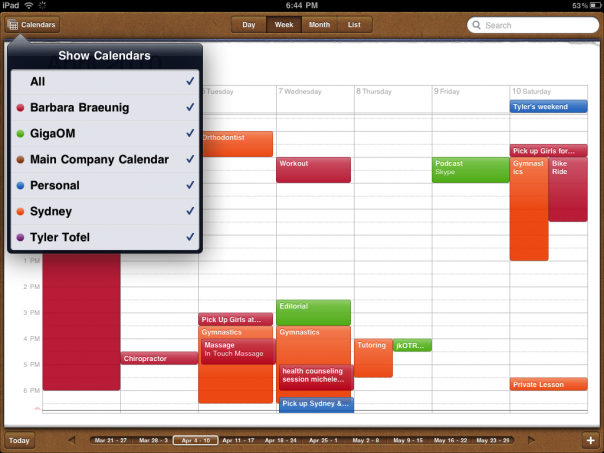 iPad
6:44 PM
53%
Calendars
Day
Week
Month
List
Search
Show Calendars
All
Barbara Braeunig
GigaOM
Main Company Calendar
Personal
Sydney
Tyler Tofel
Tuesday
7 Wednesday
8 Thursday
9 Friday
10 Saturday
Tyler's weekend
Orthodontist
Workout
Podcast
Skype
Pick up Girls for...
Gymnast
ics
Bike
Ride
1 PM
2 PM
3 PM
4 PM
5 PM
6 PM
Chiropractor
Pick Up Girls at...
Gymnastics
Massage
In Touch Massage
Editorial
Gymnastics
health counseling
session michele...
Pick up Sydney &...
Tutoring
jkOTR...
Private Lesson
Today
Mar 21 - 27
Mar 28 - 3
Apr 4 - 10
Apr 11 - 17
Apr 18 - 24
Apr 25 - 1
May 2 - 8
May 9 - 15
May 16 - 22
May 23 - 29